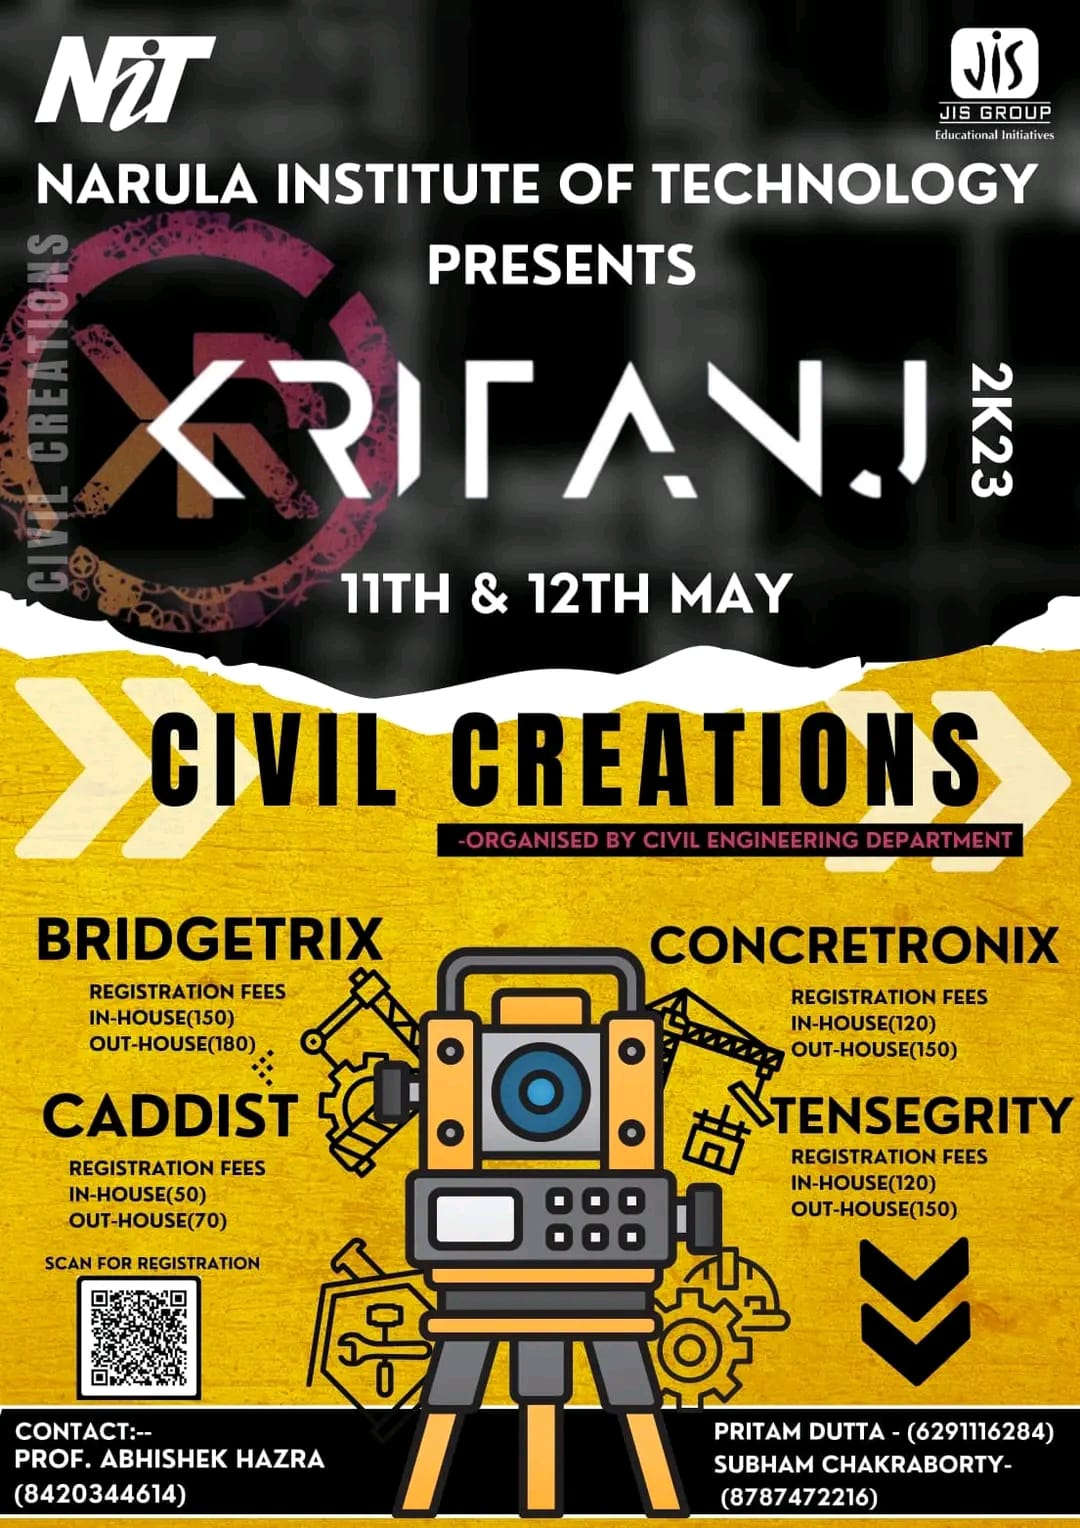 NiT
JiS
JIS GROUP
Educational Initiatives
NARULA INSTITUTE OF TECHNOLOGY
PRESENTS
CIVIL CREATIONS
KR
KRITANJ
2K23
11TH & 12TH MAY
CIVIL CREATIONS
-ORGANISED BY CIVIL ENGINEERING DEPARTMENT
BRIDGETRIX
REGISTRATION FEES
IN-HOUSE(150)
OUT-HOUSE(180)
CONCRETRONIX
REGISTRATION FEES
IN-HOUSE(120)
OUT-HOUSE(150)
CADDIST
REGISTRATION FEES
IN-HOUSE(50)
OUT-HOUSE(70)
TENSEGRITY
REGISTRATION FEES
IN-HOUSE(120)
OUT-HOUSE(150)
SCAN FOR REGISTRATION
CONTACT:--
PROF. ABHISHEK HAZRA
(8420344614)
PRITAM DUTTA - (6291116284)
SUBHAM CHAKRABORTY-
(8787472216)